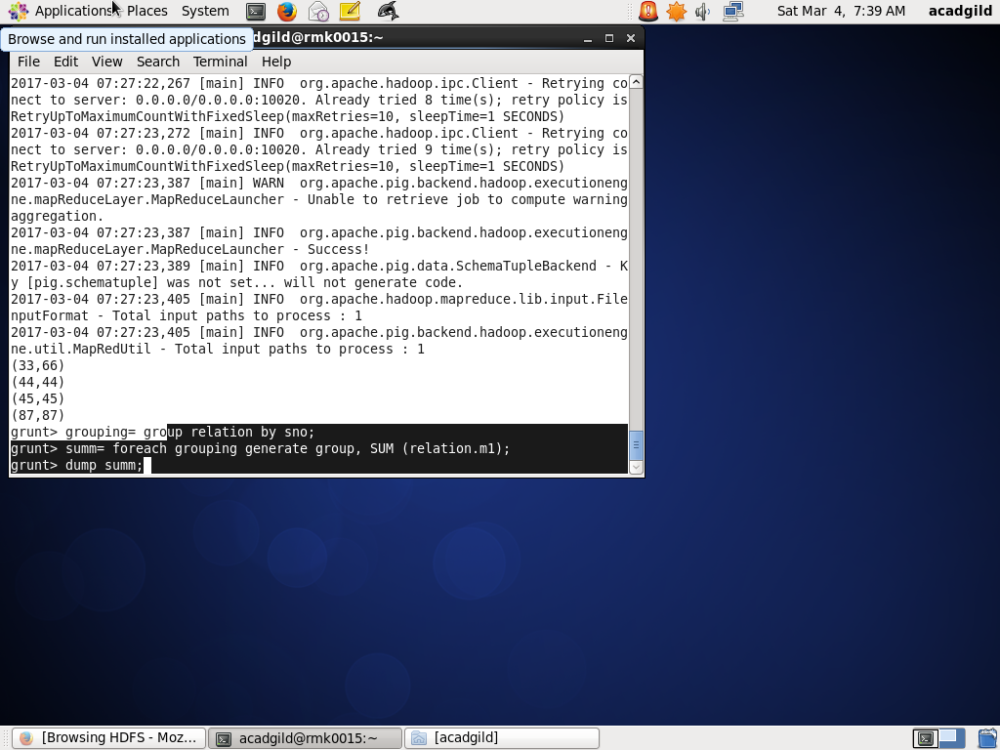 Applications Places System Sat Mar 4, 7:39 AM acadgild
Browse and run installed applications
dgild@rmk0015:~
File Edit View Search Terminal Help
2017-03-04 07:27:22,267 [main] INFO org.apache.hadoop.ipc.Client - Retrying co
nect to server: 0.0.0.0/0.0.0.0:10020. Already tried 8 time(s); retry policy is
RetryUpToMaximumCountWithFixedSleep(maxRetries=10, sleepTime=1 SECONDS)
2017-03-04 07:27:23,272 [main] INFO org.apache.hadoop.ipc.Client - Retrying co
nect to server: 0.0.0.0/0.0.0.0:10020. Already tried 9 time(s); retry policy is
RetryUpToMaximumCountWithFixedSleep(maxRetries=10, sleepTime=1 SECONDS)
2017-03-04 07:27:23,387 [main] WARN org.apache.pig.backend.hadoop.executioneng
ne.mapReduceLayer.MapReduceLauncher - Unable to retrieve job to compute warning
aggregation.
2017-03-04 07:27:23,387 [main] INFO org.apache.pig.backend.hadoop.executioneng
ne.mapReduceLayer.MapReduceLauncher - Success!
2017-03-04 07:27:23,389 [main] INFO org.apache.pig.data.SchemaTupleBackend - K
y [pig.schematuple] was not set... will not generate code.
2017-03-04 07:27:23,405 [main] INFO org.apache.hadoop.mapreduce.lib.input.File
nputFormat - Total input paths to process : 1
2017-03-04 07:27:23,405 [main] INFO org.apache.pig.backend.hadoop.executioneng
ne.util.MapRedUtil - Total input paths to process : 1
(33,66)
(44,44)
(45,45)
(87,87)
grunt> grouping= group relation by sno;
grunt> summ= foreach grouping generate group, SUM (relation.m1);
grunt> dump summ;
[Browsing HDFS - Moz... acadgild@rmk0015:~ [acadgild]